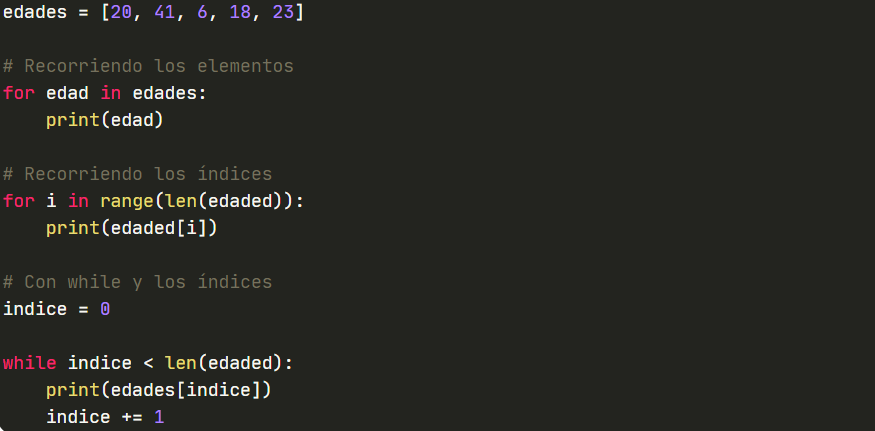 edades = [20, 41, 6, 18, 23]
# Recorriendo los elementos
for edad in edades:
    print(edad)
# Recorriendo los índices
for i in range(len(edaded)):
    print(edaded[i])
# Con while y los índices
indice = 0
while indice < len(edaded):
    print(edades[indice])
    indice += 1